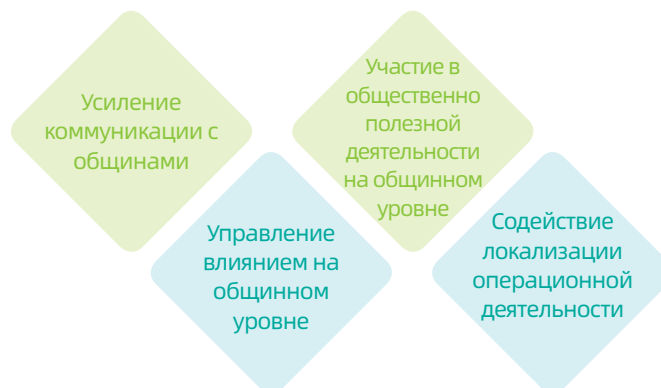 Усиление
коммуникации с
общинами
Управление
влиянием на
общинном
уровне
Участие в
общественно
полезной
деятельности
на общинном
уровне
Содействие
локализации
операционной
деятельности